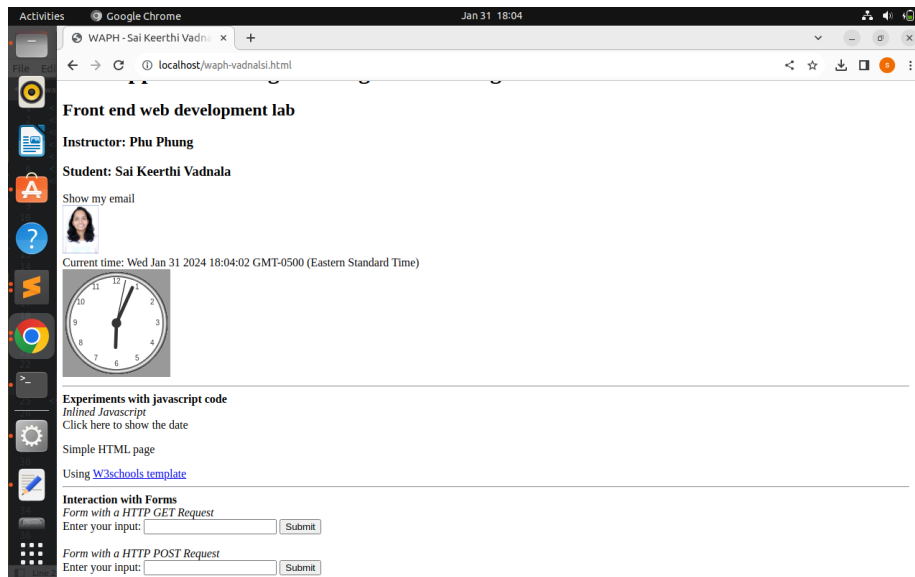 Activities
Google Chrome
Jan 31 18:04
WAPH - Sai Keerthi Vadn
localhost/waph-vadnalsi.html
S
File Edi
Front end web development lab
Instructor: Phu Phung
Student: Sai Keerthi Vadnala
Show my email
Current time: Wed Jan 31 2024 18:04:02 GMT-0500 (Eastern Standard Time)
12
11 1
10 2
9 3
8 4
7 5
6
Experiments with javascript code
Inlined Javascript
Click here to show the date
Simple HTML page
Using W3schools template
Interaction with Forms
Form with a HTTP GET Request
Enter your input: Submit
Form with a HTTP POST Request
Enter your input: Submit